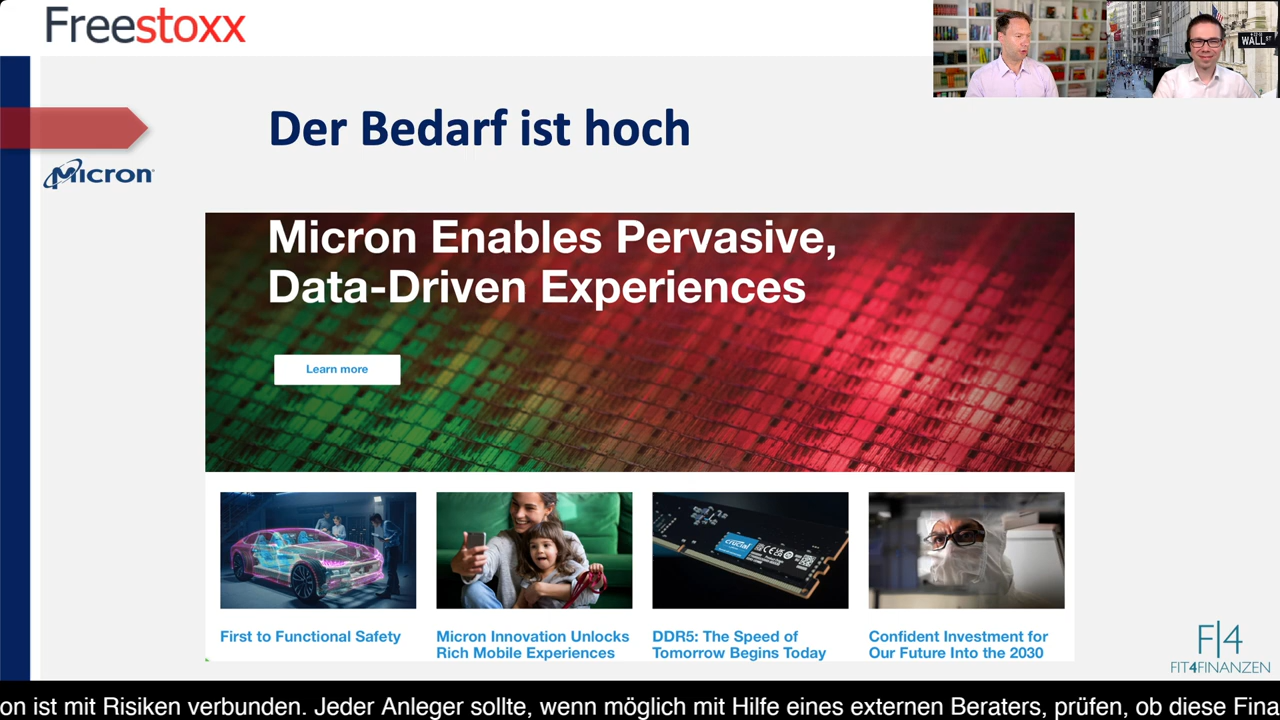 Freestoxx
WALL ST
Der Bedarf ist hoch
Micron
Micron Enables Pervasive,
Data-Driven Experiences
Learn more
crucial
First to Functional Safety
Micron Innovation Unlocks
Rich Mobile Experiences
DDR5: The Speed of
Tomorrow Begins Today
Confident Investment for
Our Future Into the 2030
F|4
FIT4FINANZEN
on ist mit Risiken verbunden. Jeder Anleger sollte, wenn möglich mit Hilfe eines externen Beraters, prüfen, ob diese Fina